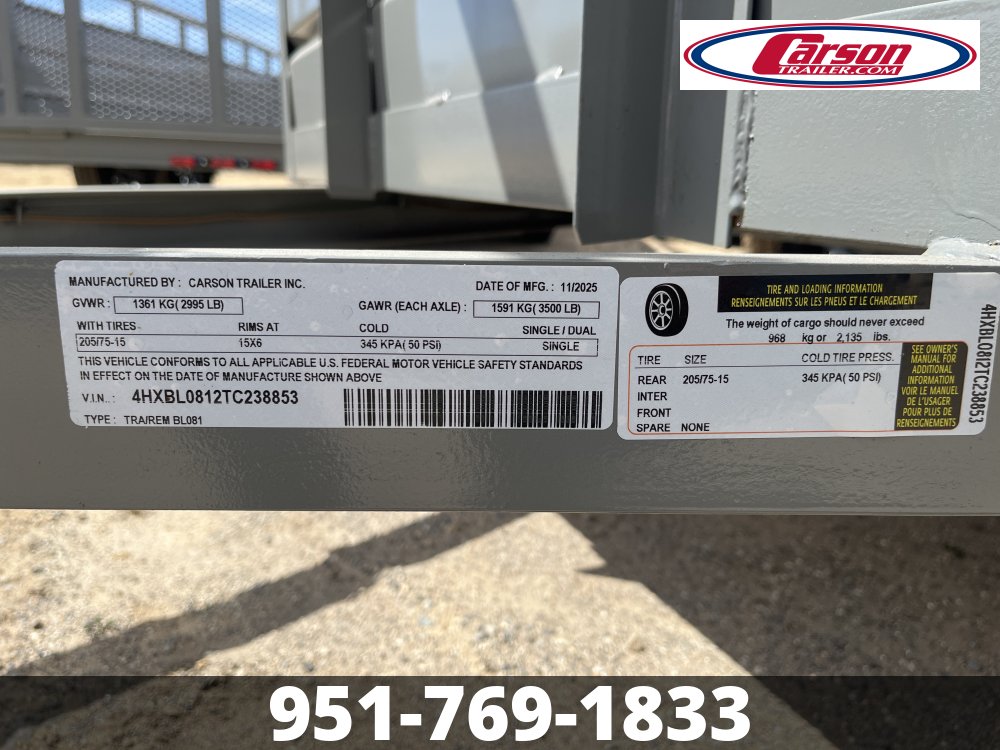 Carson
TRAILER.COM
MANUFACTURED BY : CARSON TRAILER INC.
DATE OF MFG. : 11/2025
GVWR : 1361 KG( 2995 LB)
GAWR (EACH AXLE) : 1591 KG( 3500 LB)
WITH TIRES RIMS AT COLD SINGLE / DUAL
205/75-15 15X6 345 KPA( 50 PSI) SINGLE
THIS VEHICLE CONFORMS TO ALL APPLICABLE U.S. FEDERAL MOTOR VEHICLE SAFETY STANDARDS
IN EFFECT ON THE DATE OF MANUFACTURE SHOWN ABOVE
V.I.N.. : 4HXBL0812TC238853
TYPE : TRA/REM BL081
TIRE AND LOADING INFORMATION
RENSEIGNEMENTS SUR LES PNEUS ET LE CHARGEMENT
The weight of cargo should never exceed
968 kg or 2,135 lbs.
TIRE SIZE COLD TIRE PRESS.
REAR 205/75-15 345 KPA( 50 PSI)
INTER
FRONT
SPARE NONE
SEE OWNER'S
MANUAL FOR
ADDITIONAL
INFORMATION
VOIR LE MANUEL
DE L'USAGER
POUR PLUS DE
RENSEIGNEMENTS
4HXBL0812TC238853
951-769-1833